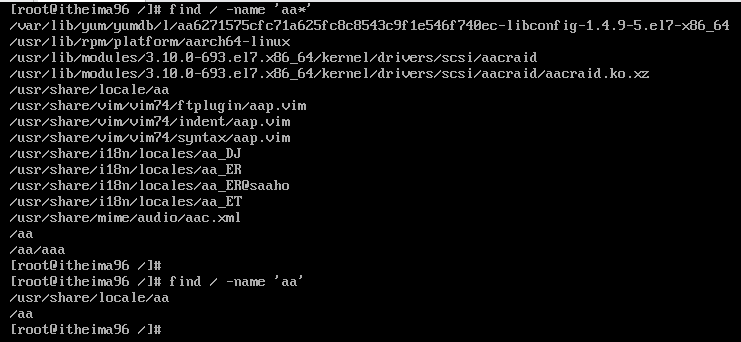 [root@itheima96 /]# find / -name 'aa*'
/var/lib/yum/yumdb/l/aa6271575cfc71a625fc8c8543c9f1e546f740ec-libconfig-1.4.9-5.el7-x86_64
/usr/lib/rpm/platform/aarch64-linux
/usr/lib/modules/3.10.0-693.el7.x86_64/kernel/drivers/scsi/aacraid
/usr/lib/modules/3.10.0-693.el7.x86_64/kernel/drivers/scsi/aacraid/aacraid.ko.xz
/usr/share/locale/aa
/usr/share/vim/vim74/ftplugin/aap.vim
/usr/share/vim/vim74/indent/aap.vim
/usr/share/vim/vim74/syntax/aap.vim
/usr/share/i18n/locales/aa_DJ
/usr/share/i18n/locales/aa_ER
/usr/share/i18n/locales/aa_ER@saaho
/usr/share/i18n/locales/aa_ET
/usr/share/mime/audio/aac.xml
/aa
/aa/aaa
[root@itheima96 /]#
[root@itheima96 /]# find / -name 'aa'
/usr/share/locale/aa
/aa
[root@itheima96 /]#